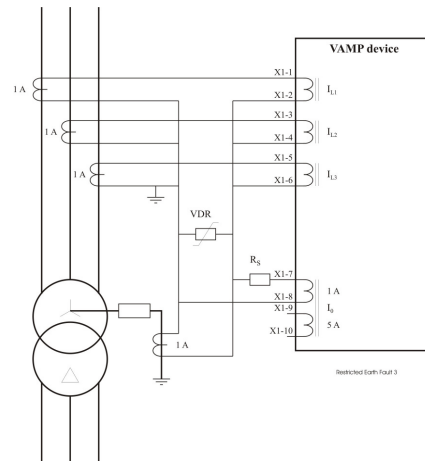 VAMP device
X1-1
1 A
X1-2
I L1
X1-3
1 A
X1-4
I L2
X1-5
1 A
X1-6
I L3
VDR
R S
X1-7
1 A
X1-8
X1-9
I 0
5 A
X1-10
1 A
Restricted Earth Fault 3